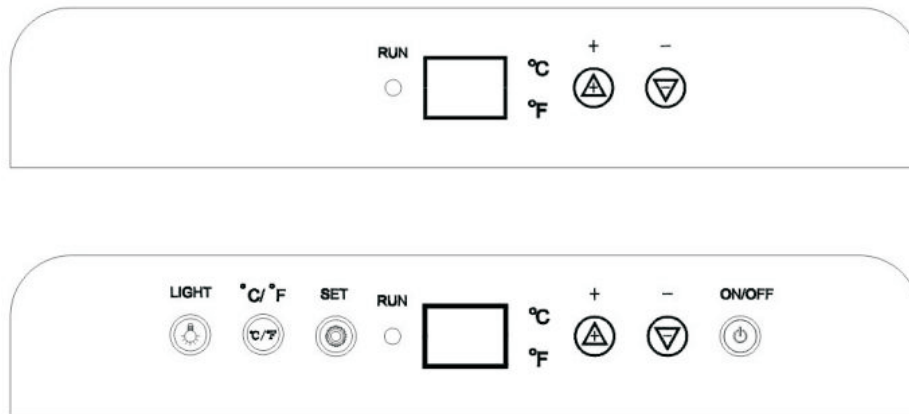 RUN °C + −
°F
LIGHT °C/°F SET RUN °C + − ON/OFF
°C/°F °F